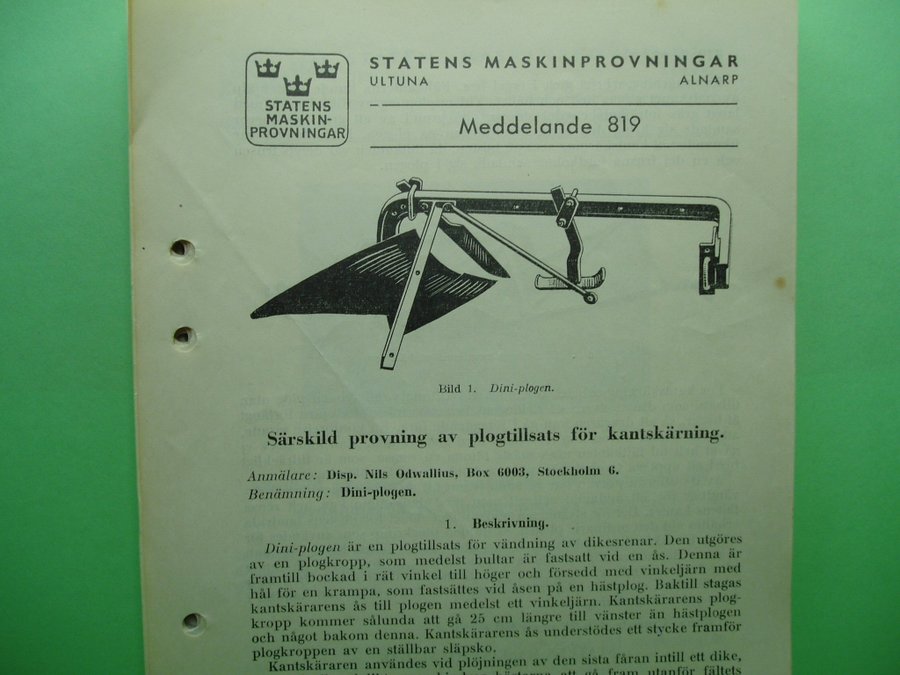 STATENS
MASKIN-
PROVNINGAR
STATENS MASKINPROVNINGAR
ULTUNA ALNARP
Meddelande 819
Bild 1. Dini-plogen.
Särskild provning av plogtillsats för kantskärning.
Anmälare: Disp. Nils Odwallius, Box 6003, Stockholm 6.
Benämning: Dini-plogen.
1. Beskrivning.
Dini-plogen är en plogtillsats för vändning av dikesrenar. Den utgöres
av en plogkropp, som medelst bultar är fastsatt vid en ås. Denna är
framtill bockad i rät vinkel till höger och försedd med vinkeljärn med
hål för en krampa, som fastsättes vid åsen på en hästplog. Baktill stagas
kantskärarens ås till plogen medelst ett vinkeljärn. Kantskärarens plog-
kropp kommer sålunda att gå 25 cm längre till vänster än hästplogen
och något bakom denna. Kantskärarens ås understödes ett stycke framför
plogkroppen av en ställbar släpsko.
Kantskäraren användes vid plöjningen av den sista fåran intill ett dike,
hästarna att gå fram utanför fältets